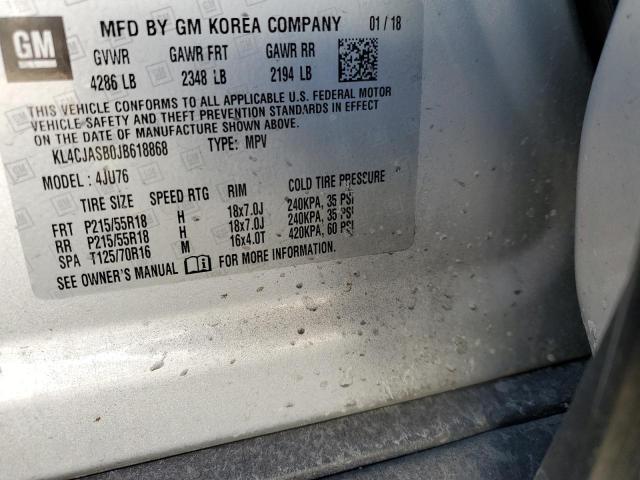 GM
MFD BY GM KOREA COMPANY 01/18
GVWR GAWR FRT GAWR RR
4286 LB 2348 LB 2194 LB
THIS VEHICLE CONFORMS TO ALL APPLICABLE U.S. FEDERAL MOTOR
VEHICLE SAFETY AND THEFT PREVENTION STANDARDS IN EFFECT
ON THE DATE OF MANUFACTURE SHOWN ABOVE.
KL4CJASB0JB618868 TYPE: MPV
MODEL: 4JU76
TIRE SIZE SPEED RTG RIM COLD TIRE PRESSURE
FRT P215/55R18 H 18x7.0J 240KPA, 35 PSI
RR P215/55R18 H 18x7.0J 240KPA, 35 PSI
SPA T125/70R16 M 16x4.0T 420KPA, 60 PSI
SEE OWNER'S MANUAL FOR MORE INFORMATION.